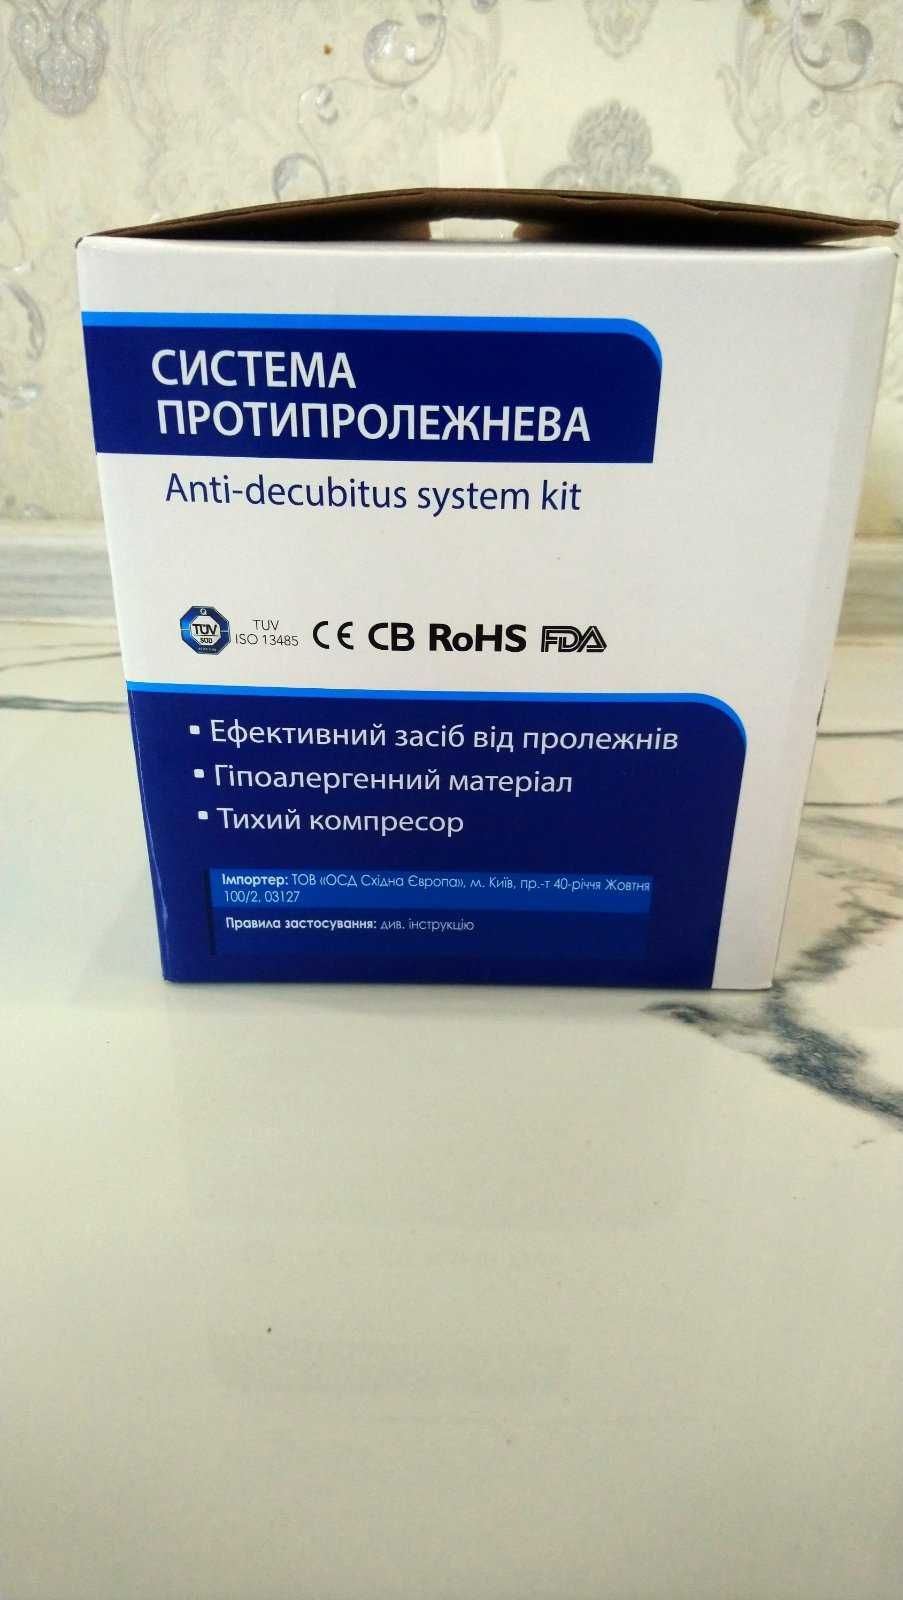 СИСТЕМА
ПРОТИПРОЛЕЖНЕВА
Anti-decubitus system kit
TÜV
SÜD
TUV
ISO 13485
CE CB RoHS FDA
▪ Ефективний засіб від пролежнів
▪ Гіпоалергенний матеріал
▪ Тихий компресор
Імпортер: ТОВ «ОСД Східна Європа», м. Київ, пр.-т 40-річчя Жовтня
100/2, 03127
Правила застосування: див. інструкцію